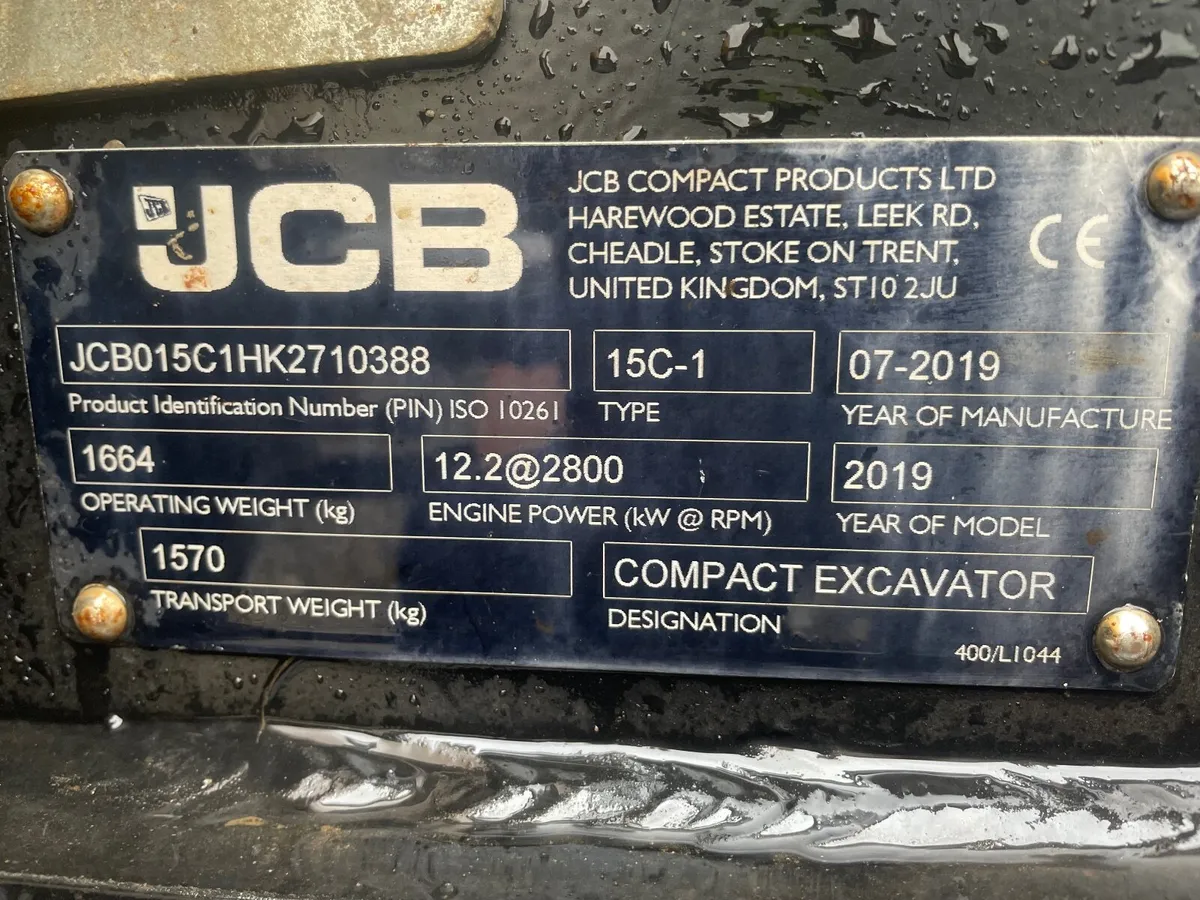 JCB
JCB COMPACT PRODUCTS LTD
HAREWOOD ESTATE, LEEK RD,
CHEADLE, STOKE ON TRENT,
UNITED KINGDOM, ST10 2JU
CE
JCB015C1HK2710388
Product Identification Number (PIN) ISO 10261
15C-1
TYPE
07-2019
YEAR OF MANUFACTURE
1664
OPERATING WEIGHT (kg)
12.2@2800
ENGINE POWER (kW @ RPM)
2019
YEAR OF MODEL
1570
TRANSPORT WEIGHT (kg)
COMPACT EXCAVATOR
DESIGNATION
400/L1044